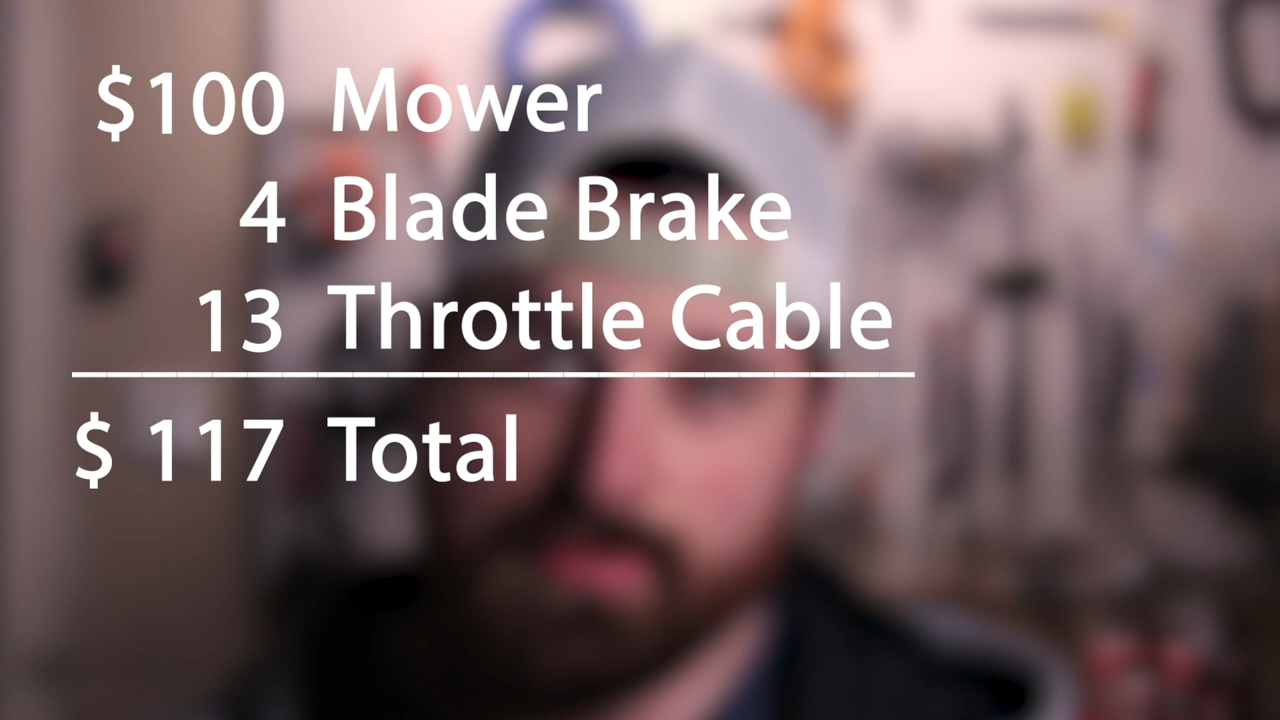 $100 Mower
4 Blade Brake
13 Throttle Cable
$ 117 Total